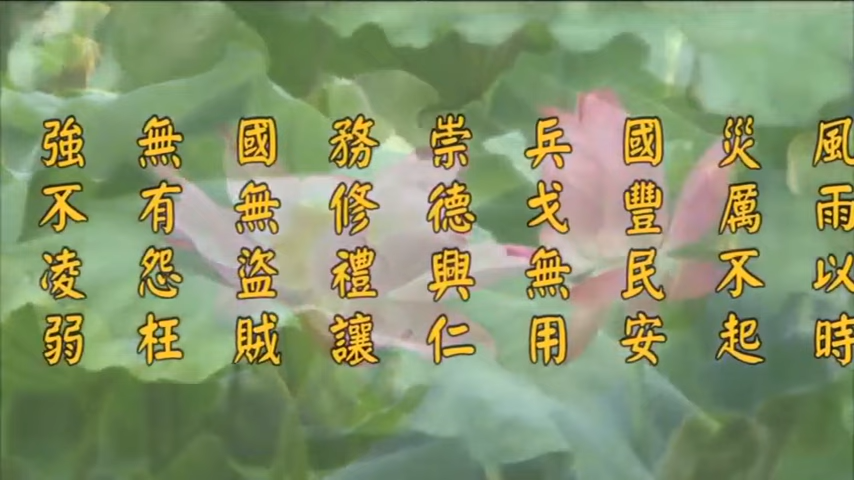 風雨以時
災厲不起
國豐民安
兵戈無用
崇德興仁
務修禮讓
國無盜賊
無有怨枉
強不凌弱